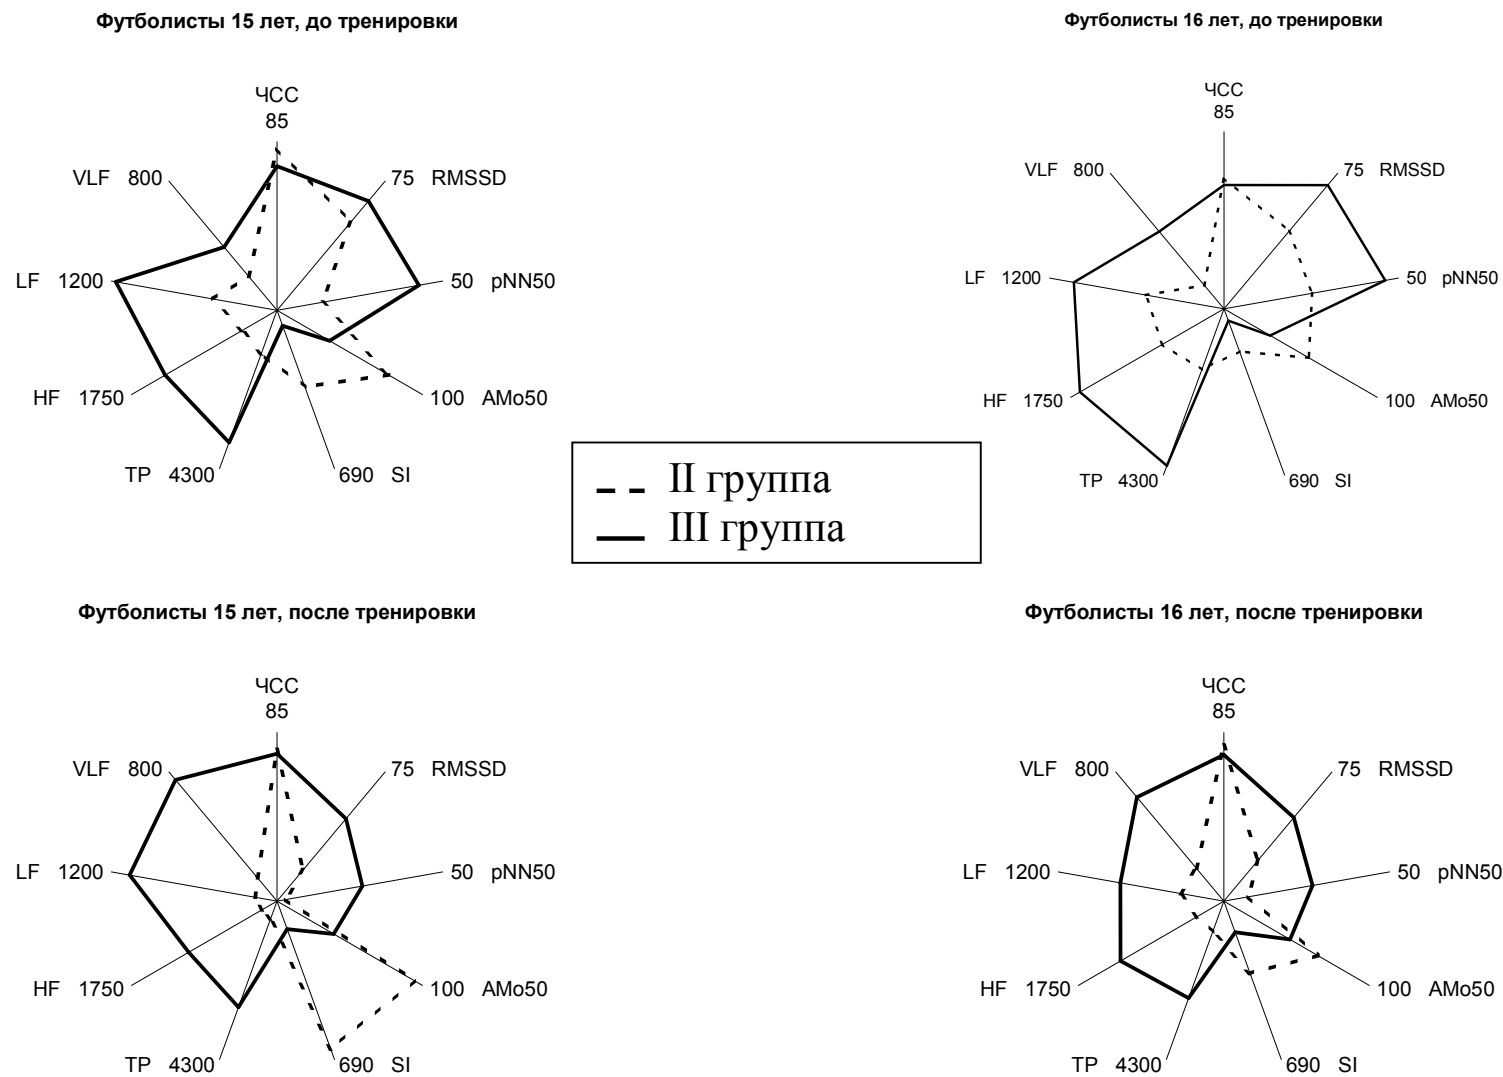 Футболисты 15 лет, до тренировки
ЧСС
85
VLF 800
75 RMSSD
LF 1200
50 pNN50
HF 1750
100 AMo50
TP 4300
690 SI
Футболисты 16 лет, до тренировки
ЧСС
85
VLF 800
75 RMSSD
LF 1200
50 pNN50
HF 1750
100 AMo50
TP 4300
690 SI
II группа
III группа
Футболисты 15 лет, после тренировки
ЧСС
85
VLF 800
75 RMSSD
LF 1200
50 pNN50
HF 1750
100 AMo50
TP 4300
690 SI
Футболисты 16 лет, после тренировки
ЧСС
85
VLF 800
75 RMSSD
LF 1200
50 pNN50
HF 1750
100 AMo50
TP 4300
690 SI